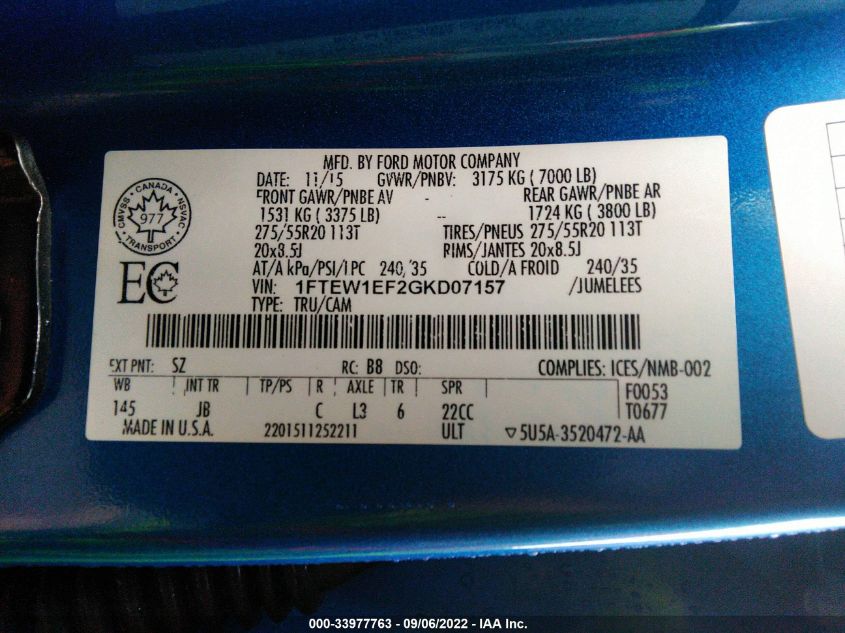 MFD. BY FORD MOTOR COMPANY
DATE: 11/15 GVWR/PNBV: 3175 KG ( 7000 LB)
FRONT GAWR/PNBE AV - REAR GAWR/PNBE AR
1531 KG ( 3375 LB) -- 1724 KG ( 3800 LB)
275/55R20 113T TIRES/PNEUS 275/55R20 113T
20x8.5J RIMS/JANTES 20x8.5J
AT/A kPa/PSI/LPC 240/35 COLD/A FROID 240/35
VIN: 1FTEW1EF2GKD07157 /JUMELEES
TYPE: TRU/CAM
CANADA
CMVSS 977 NSVAC
TRANSPORT
EC
EXT PNT: SZ RC: B8 DSO: COMPLIES: ICES/NMB-002
WB INT TR TP/PS R AXLE TR SPR F0053
145 JB C L3 6 22CC T0677
MADE IN U.S.A. 2201511252211 ULT ▽5U5A-3520472-AA
000-33977763 - 09/06/2022 - IAA Inc.